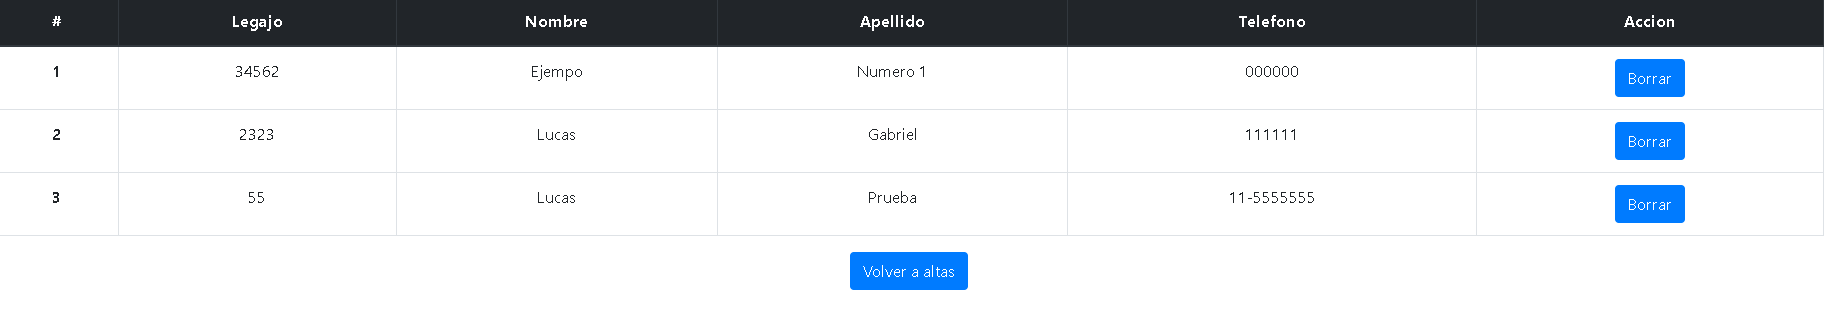 # Legajo Nombre Apellido Telefono Accion
1 34562 Ejempo Numero 1 000000 Borrar
2 2323 Lucas Gabriel 111111 Borrar
3 55 Lucas Prueba 11-5555555 Borrar
Volver a altas